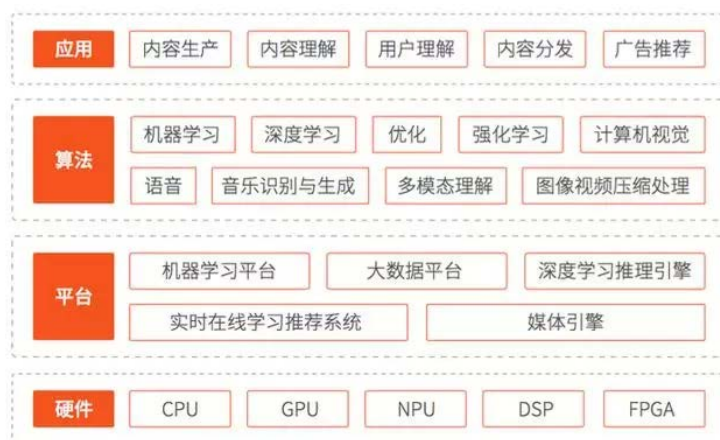 应用 内容生产 内容理解 用户理解 内容分发 广告推荐
算法
机器学习 深度学习 优化 强化学习 计算机视觉
语音 音乐识别与生成 多模态理解 图像视频压缩处理
平台
机器学习平台 大数据平台 深度学习推理引擎
实时在线学习推荐系统 媒体引擎
硬件 CPU GPU NPU DSP FPGA